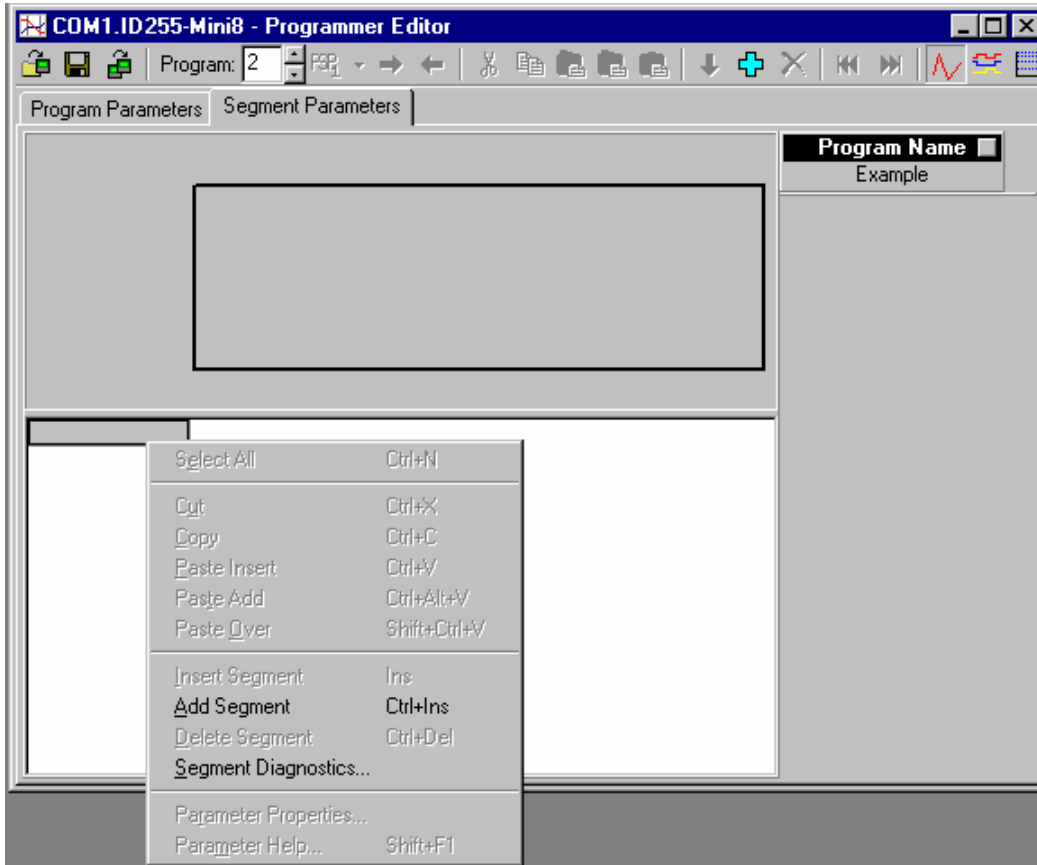 COM1.ID255-Mini8 - Programmer Editor
Program: 2 PSP1
Program Parameters Segment Parameters
Program Name
Example
Select All Ctrl+N
Cut Ctrl+X
Copy Ctrl+C
Paste Insert Ctrl+V
Paste Add Ctrl+Alt+V
Paste Over Shift+Ctrl+V
Insert Segment Ins
Add Segment Ctrl+Ins
Delete Segment Ctrl+Del
Segment Diagnostics...
Parameter Properties...
Parameter Help... Shift+F1